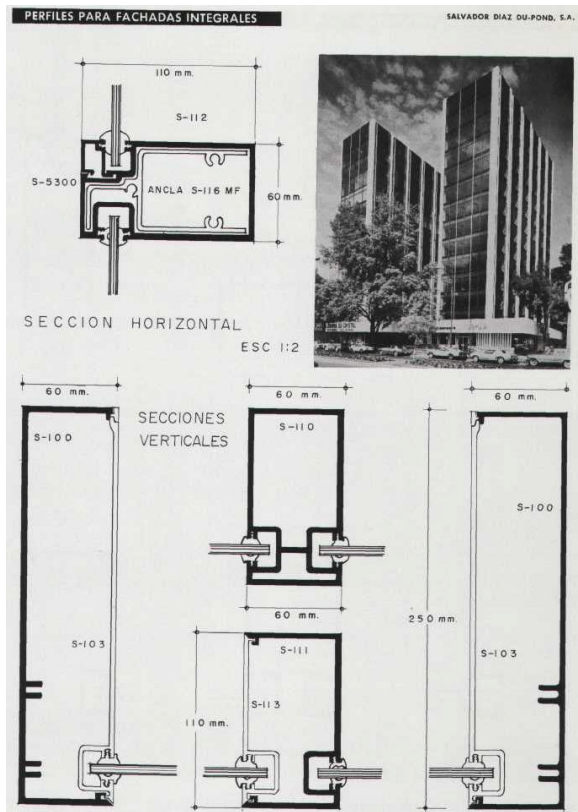 PERFILES PARA FACHADAS INTEGRALES
SALVADOR DIAZ DU-POND, S.A.
110 mm.
S-112
S-5300
ANCLA S-116 MF
60 mm.
SECCION HORIZONTAL
ESC 1:2
60 mm.
60 mm.
60 mm.
SECCIONES
VERTICALES
S-100
S-110
S-100
60 mm.
250 mm.
S-103
S-111
S-103
S-113
110 mm.